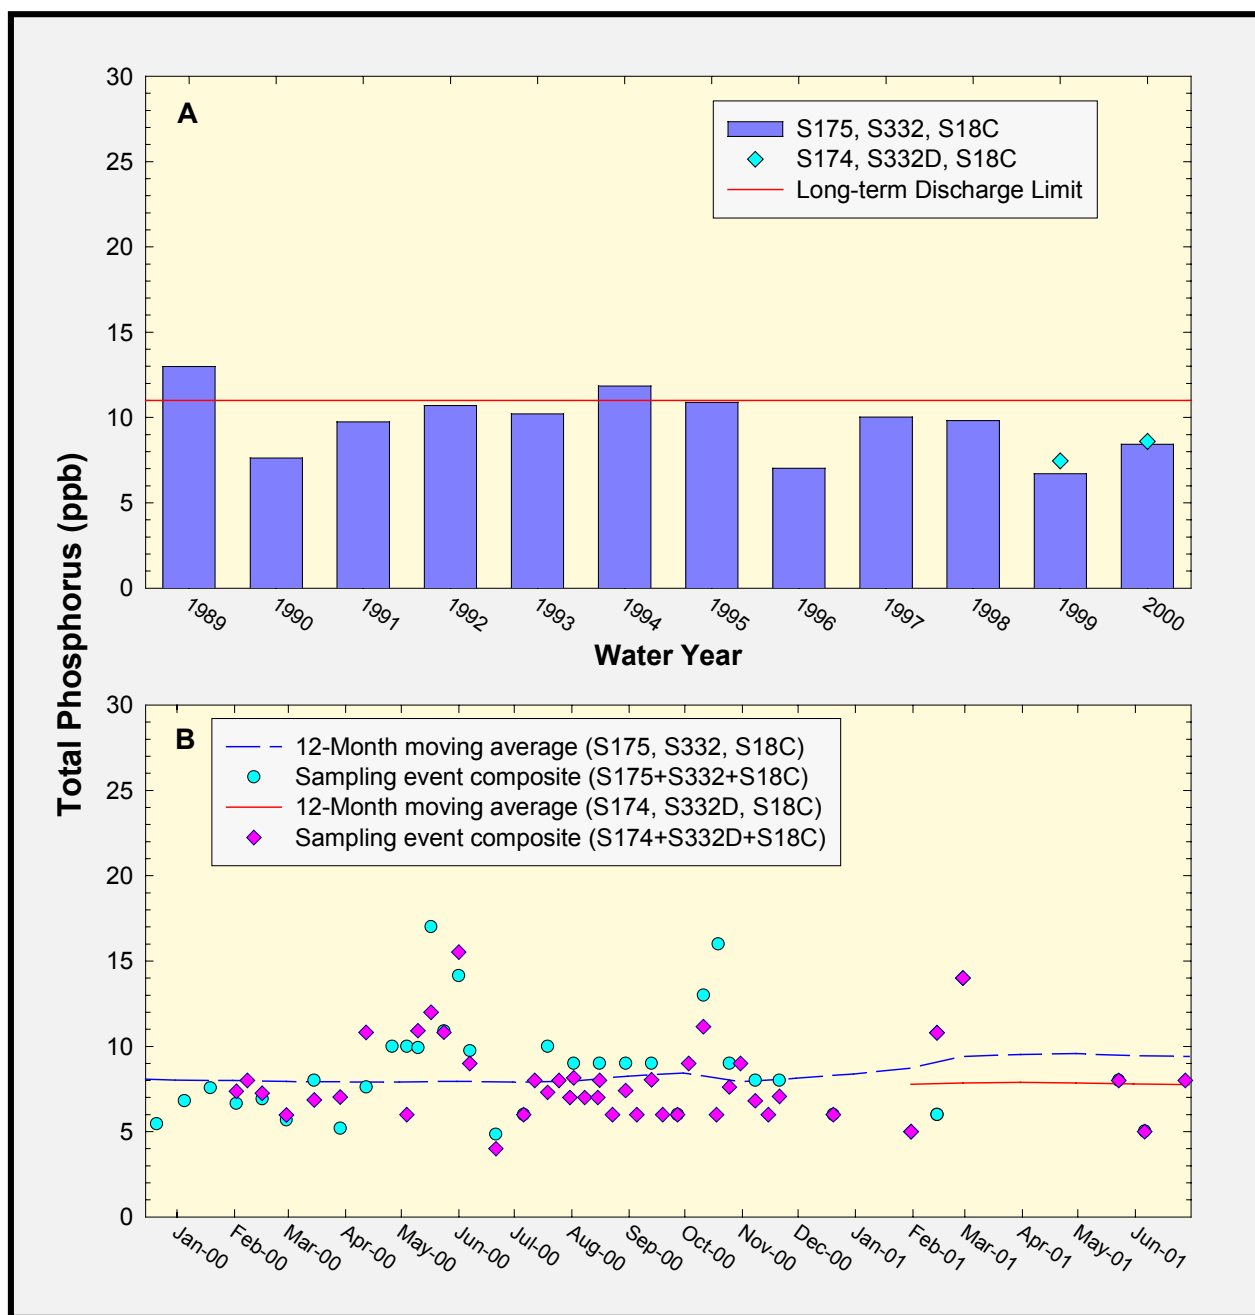 A
S175, S332, S18C
S174, S332D, S18C
Long-term Discharge Limit
30
25
20
15
10
5
0
1989 1990 1991 1992 1993 1994 1995 1996 1997 1998 1999 2000
Water Year
Total Phosphorus (ppb)
B
12-Month moving average (S175, S332, S18C)
Sampling event composite (S175+S332+S18C)
12-Month moving average (S174, S332D, S18C)
Sampling event composite (S174+S332D+S18C)
30
25
20
15
10
5
0
Jan-00 Feb-00 Mar-00 Apr-00 May-00 Jun-00 Jul-00 Aug-00 Sep-00 Oct-00 Nov-00 Dec-00 Jan-01 Feb-01 Mar-01 Apr-01 May-01 Jun-01